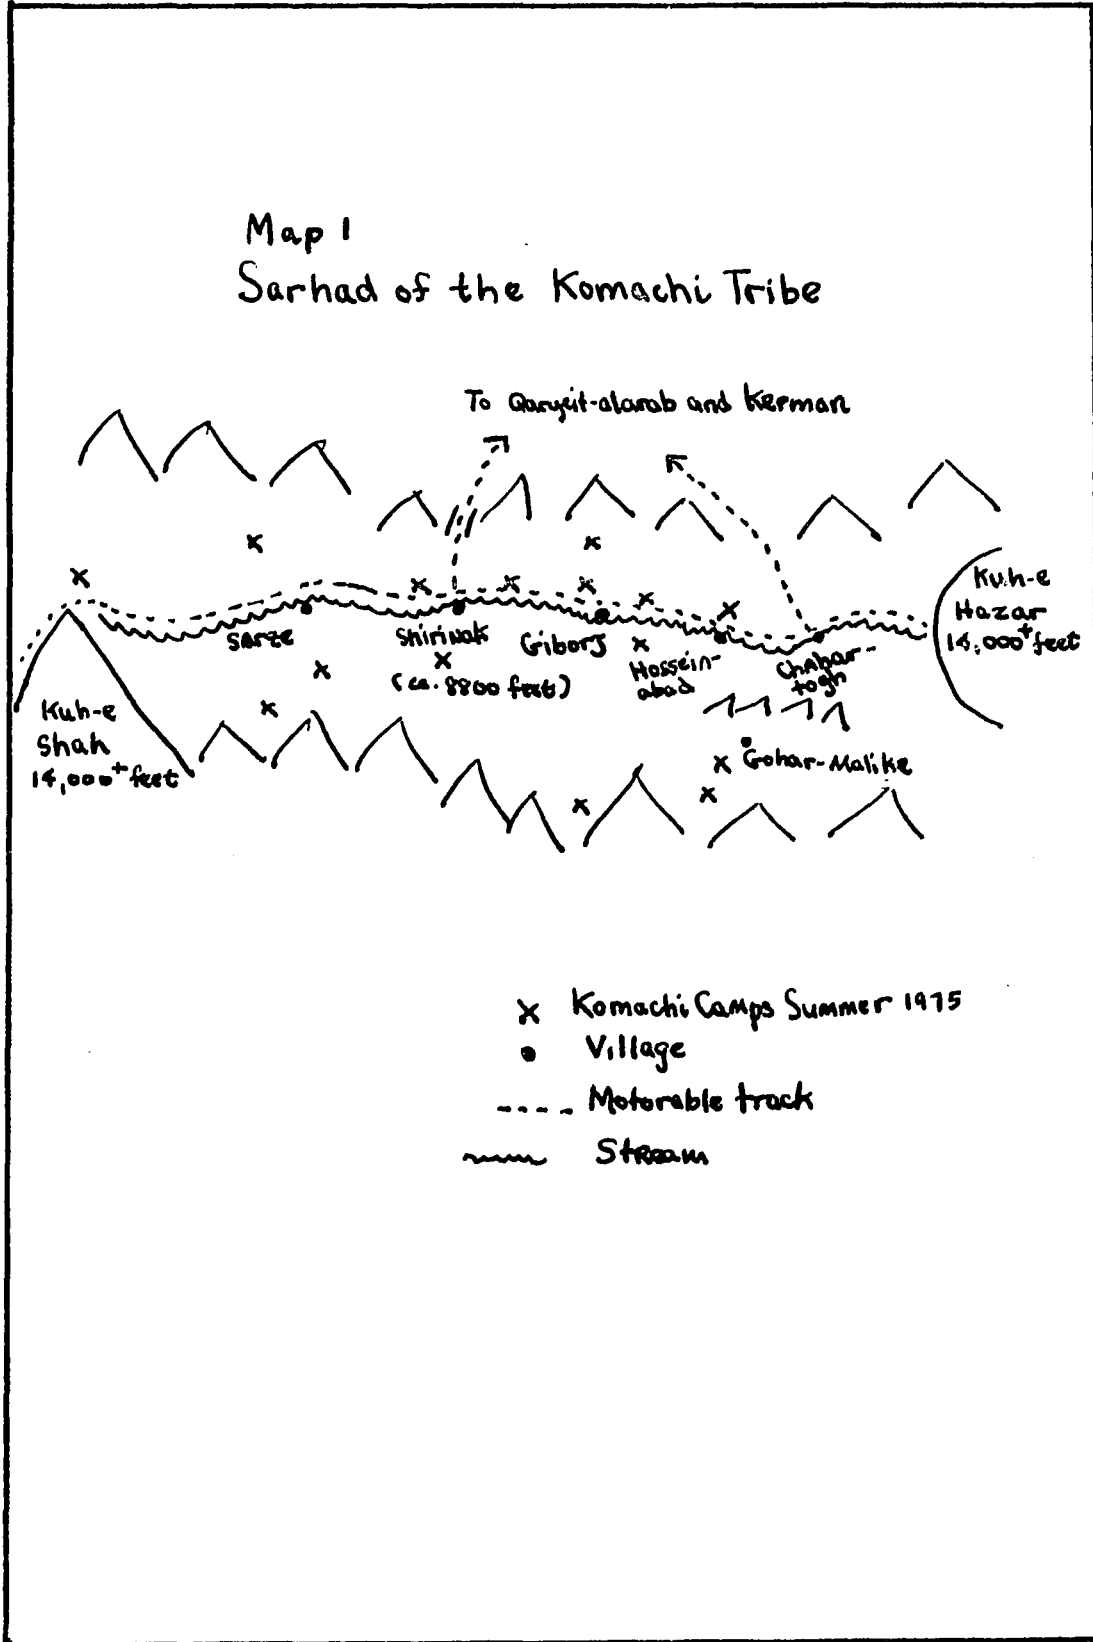 Map 1
Sarhad of the Komachi Tribe
To Qaryeit-alarab and Kerman
Kuh-e
Hazar
14,000+ feet
Sarze
Shirinak
(ca. 8800 feet)
Giborj
Hossein-
abad
Chahar-
togh
Kuh-e
Shah
14,000+ feet
Gohar-Malike
Komachi Camps Summer 1975
Village
Motorable track
Stream